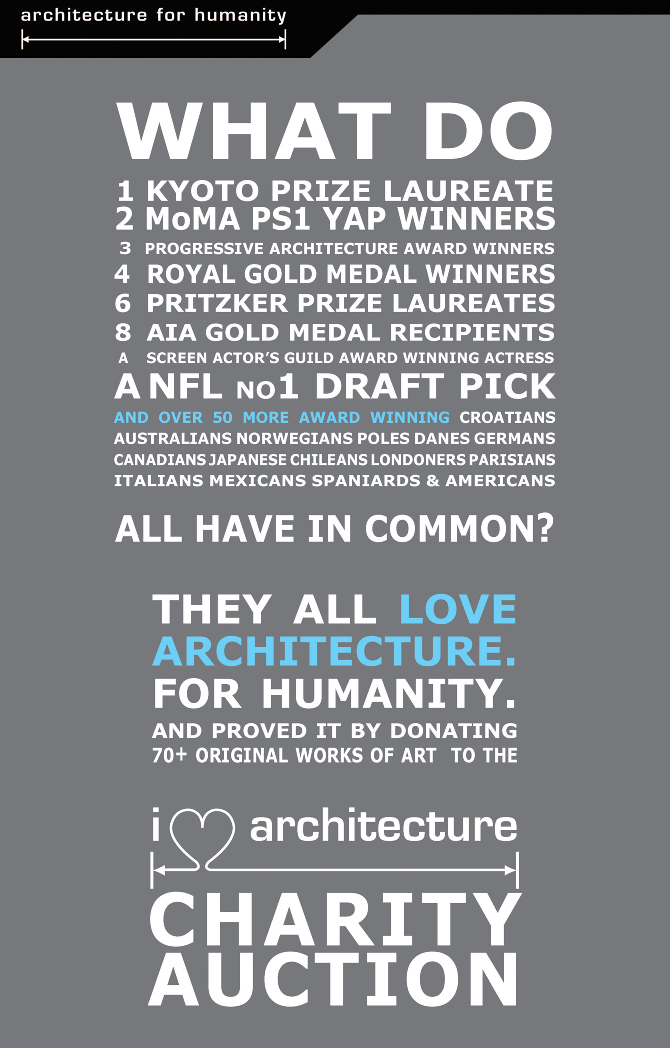 architecture for humanity
WHAT DO
1 KYOTO PRIZE LAUREATE
2 MoMA PS1 YAP WINNERS
3 PROGRESSIVE ARCHITECTURE AWARD WINNERS
4 ROYAL GOLD MEDAL WINNERS
6 PRITZKER PRIZE LAUREATES
8 AIA GOLD MEDAL RECIPIENTS
A SCREEN ACTOR'S GUILD AWARD WINNING ACTRESS
A NFL NO1 DRAFT PICK
AND OVER 50 MORE AWARD WINNING CROATIANS
AUSTRALIANS NORWEGIANS POLES DANES GERMANS
CANADIANS JAPANESE CHILEANS LONDONERS PARISIANS
ITALIANS MEXICANS SPANIARDS & AMERICANS
ALL HAVE IN COMMON?
THEY ALL LOVE
ARCHITECTURE.
FOR HUMANITY.
AND PROVED IT BY DONATING
70+ ORIGINAL WORKS OF ART TO THE
i architecture
CHARITY
AUCTION